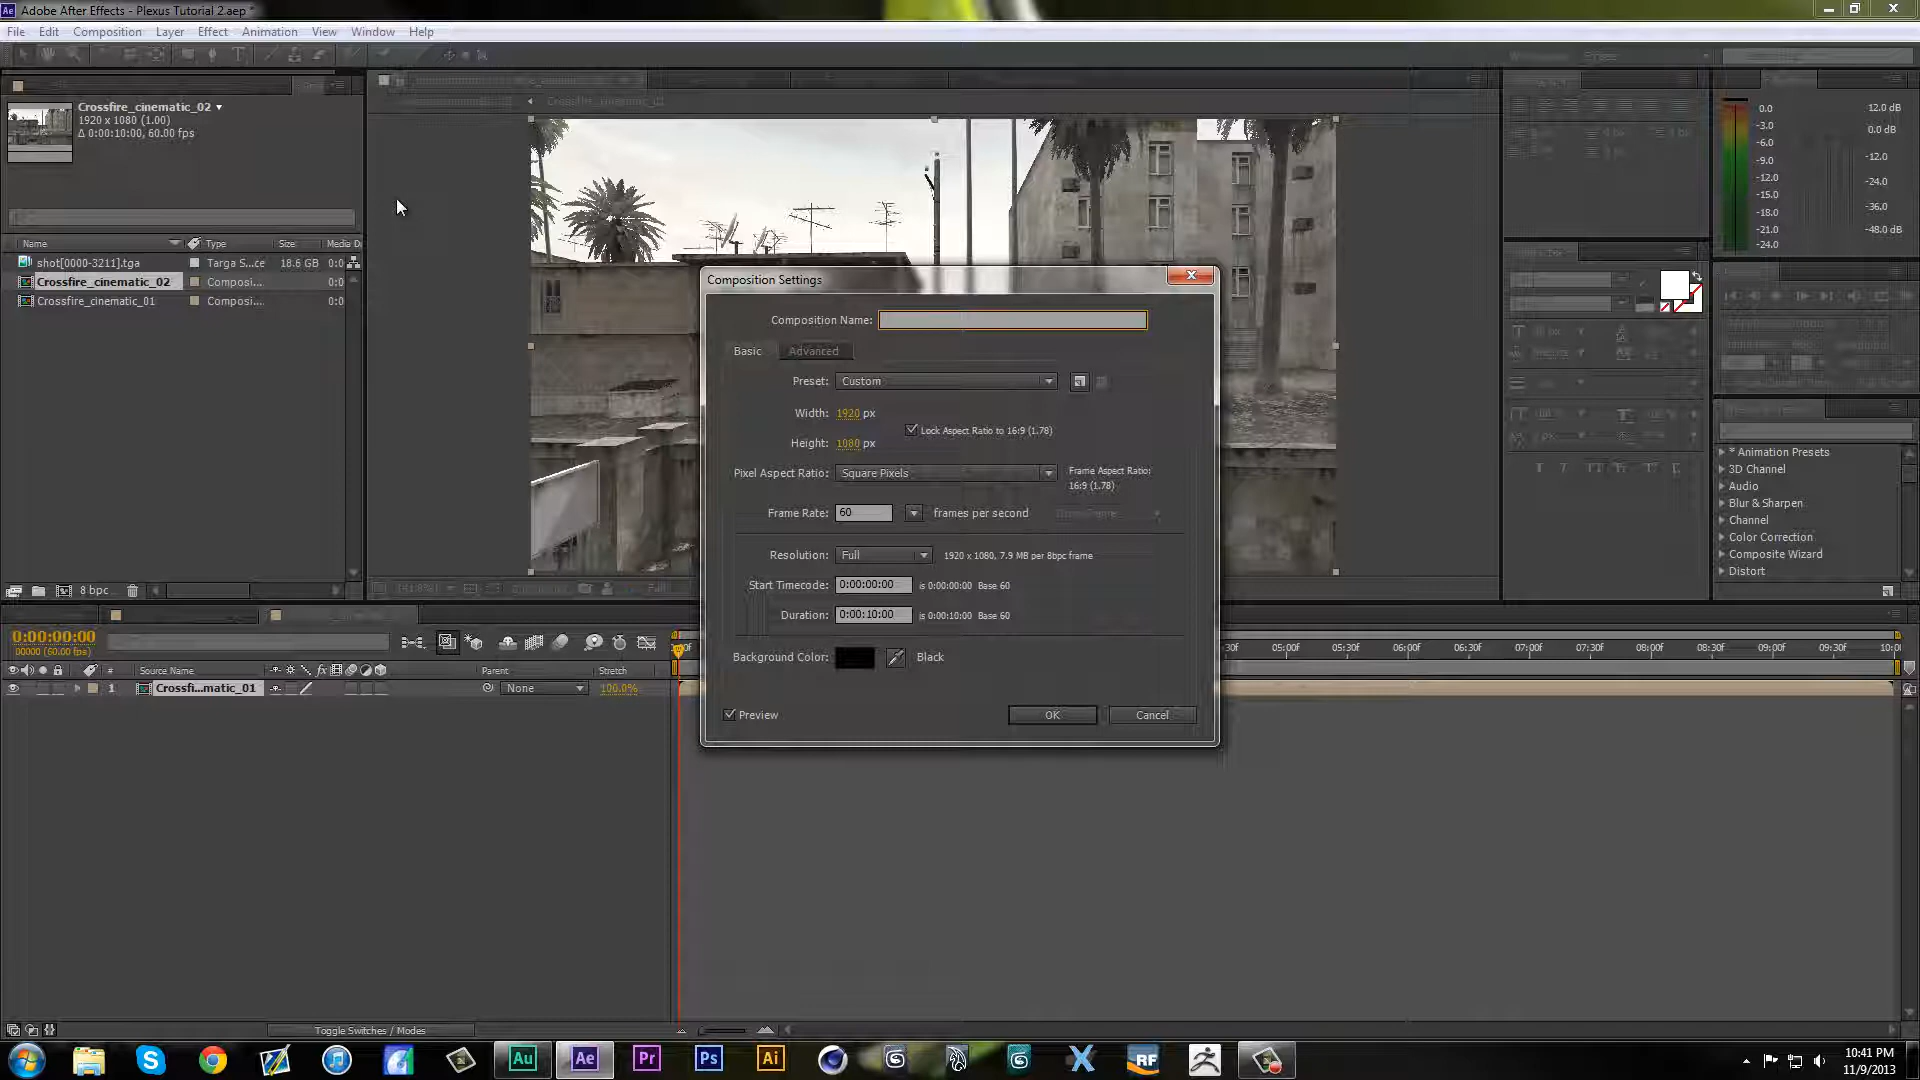 Adobe After Effects - Plexus Tutorial 2.aep *
File Edit Composition Layer Effect Animation View Window Help
Crossfire_cinematic_02
1920 x 1080 (1.00)
Δ 0:00:10:00, 60.00 fps
Name Type Size Media D
shot[0000-3211].tga Targa S...ce 18.6 GB 0:0
Crossfire_cinematic_02 Composi... 0:0
Crossfire_cinematic_01 Composi... 0:0
8 bpc
Composition Settings
Composition Name:
Basic Advanced
Preset: Custom
Width: 1920 px
Lock Aspect Ratio to 16:9 (1.78)
Height: 1080 px
Pixel Aspect Ratio: Square Pixels
Frame Aspect Ratio:
16:9 (1.78)
Frame Rate: 60 frames per second
Resolution: Full 1920 x 1080, 7.9 MB per 8bpc frame
Start Timecode: 0:00:00:00 is 0:00:00:00 Base 60
Duration: 0:00:10:00 is 0:00:10:00 Base 60
Background Color: Black
Preview OK Cancel
0.0 12.0 dB
-3.0 0.0 dB
-6.0
-9.0 -12.0
-12.0 -24.0
-15.0
-18.0 -36.0
-21.0 -48.0 dB
-24.0
* Animation Presets
3D Channel
Audio
Blur & Sharpen
Channel
Color Correction
Composite Wizard
Distort
0:00:00:00
00000 (60.00 fps)
# Source Name fx Parent Stretch
1 Crossfi...matic_01 None 100.0%
30f 05:00f 05:30f 06:00f 06:30f 07:00f 07:30f 08:00f 08:30f 09:00f 09:30f 10:0
Toggle Switches / Modes
Au Ae Pr Ps Ai RF
10:41 PM
11/9/2013